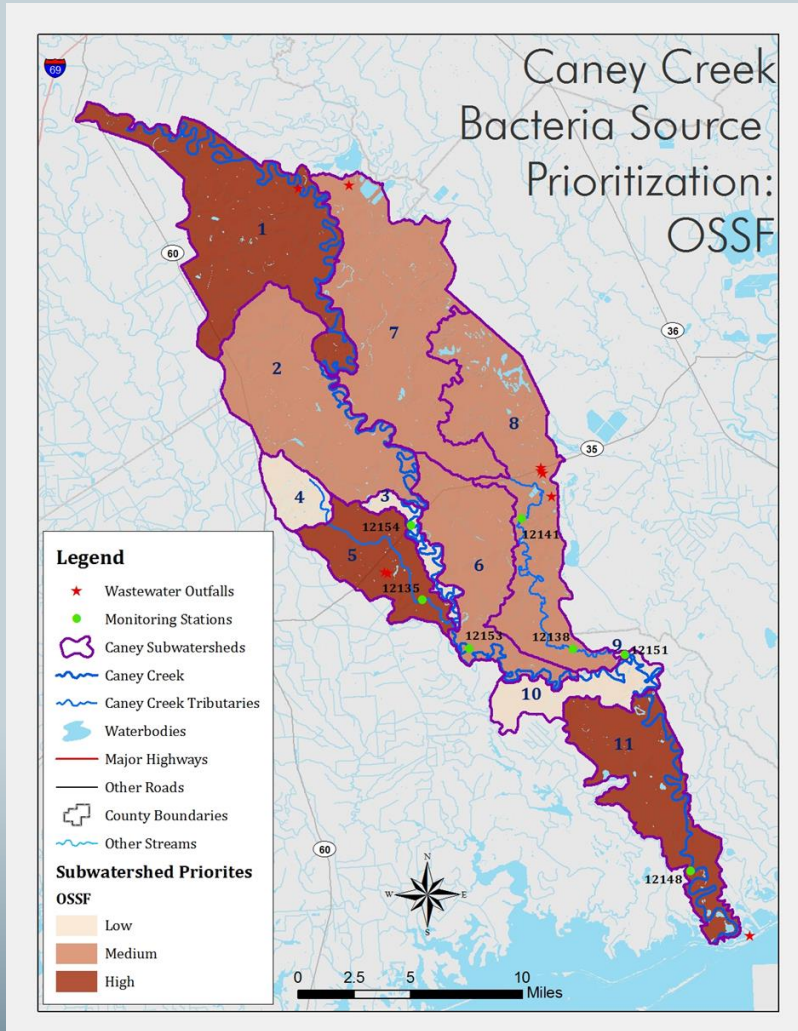 Caney Creek
Bacteria Source
Prioritization:
OSSF
69
1
60
36
7
2
8
35
4
3
12154
12141
5
6
12135
12153
12138
9
12151
10
11
12148
60
Legend
Wastewater Outfalls
Monitoring Stations
Caney Subwatersheds
Caney Creek
Caney Creek Tributaries
Waterbodies
Major Highways
Other Roads
County Boundaries
Other Streams
Subwatershed Priorites
OSSF
Low
Medium
High
N
W E
S
0 2.5 5 10
Miles